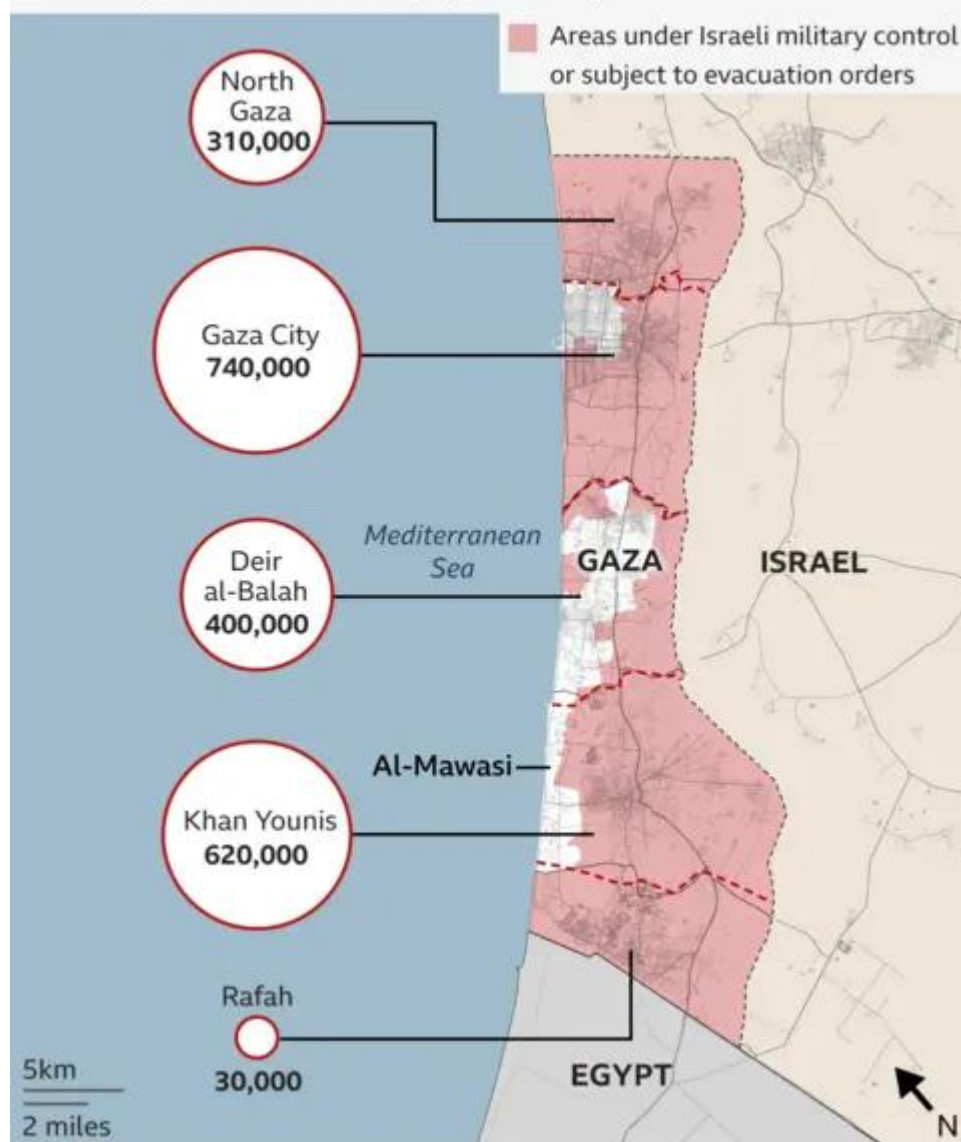 Areas under Israeli military control
or subject to evacuation orders
North
Gaza
310,000
Gaza City
740,000
Deir
al-Balah
400,000
Mediterranean
Sea
GAZA
ISRAEL
Al-Mawasi
Khan Younis
620,000
Rafah
30,000
EGYPT
5km
2 miles
N